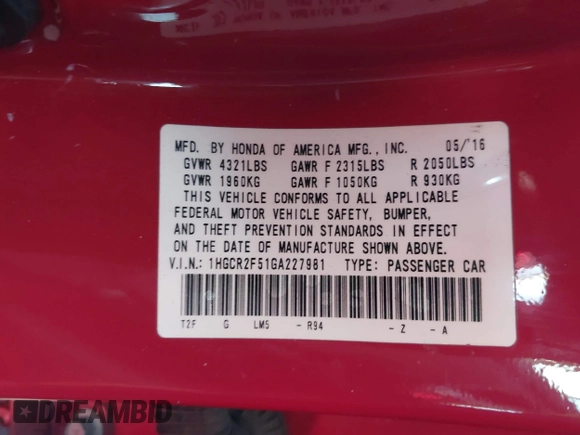 MFD. BY HONDA OF AMERICA MFG., INC. 05/'16
GVWR 4321LBS GAWR F 2315LBS R 2050LBS
GVWR 1960KG GAWR F 1050KG R 930KG
THIS VEHICLE CONFORMS TO ALL APPLICABLE
FEDERAL MOTOR VEHICLE SAFETY, BUMPER,
AND THEFT PREVENTION STANDARDS IN EFFECT
ON THE DATE OF MANUFACTURE SHOWN ABOVE.
V.I.N.: 1HGCR2F51GA227981 TYPE: PASSENGER CAR
T2F G LM5 - R94 - Z - A
DREAMBID